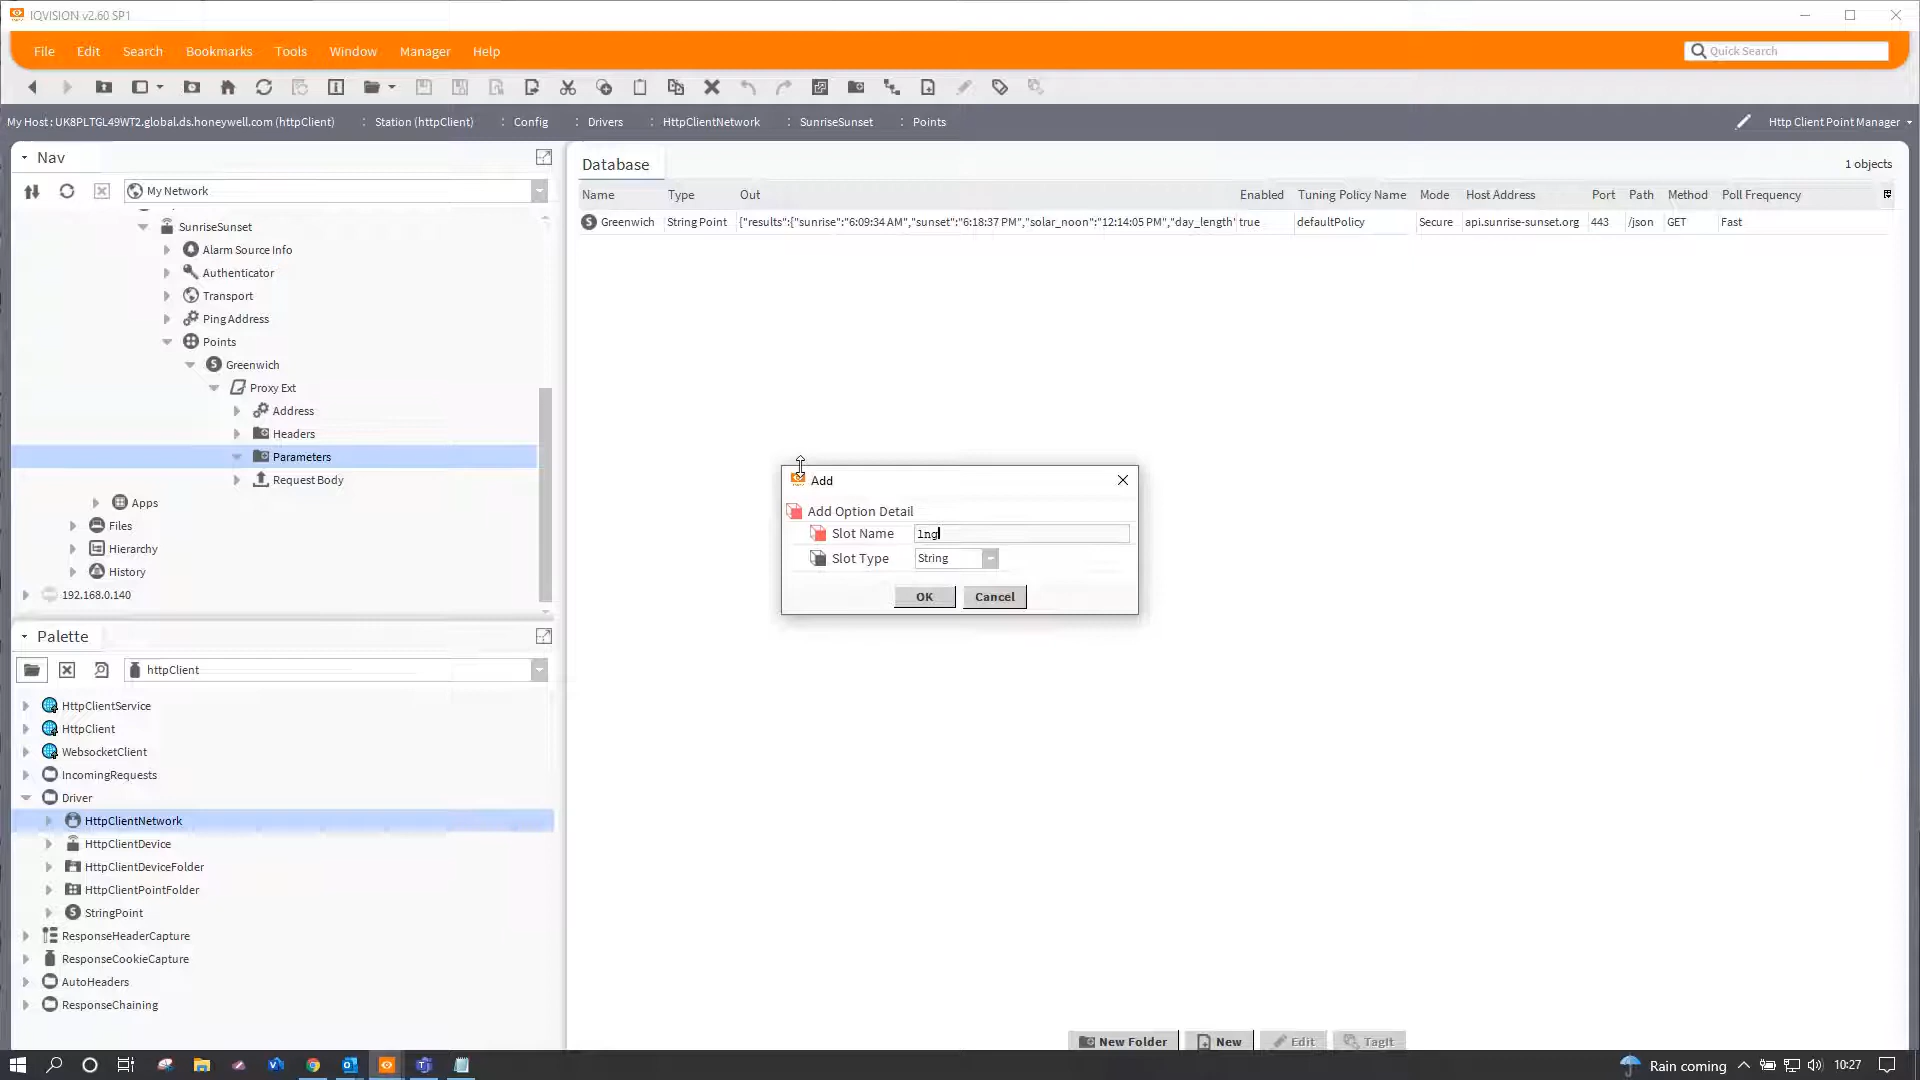 IQVISION v2.60 SP1
File Edit Search Bookmarks Tools Window Manager Help
Quick Search
My Host : UK8PLTGL49WT2.global.ds.honeywell.com (httpClient) : Station (httpClient) : Config : Drivers : HttpClientNetwork : SunriseSunset : Points
Http Client Point Manager
Nav
My Network
SunriseSunset
Alarm Source Info
Authenticator
Transport
Ping Address
Points
Greenwich
Proxy Ext
Address
Headers
Parameters
Request Body
Apps
Files
Hierarchy
History
192.168.0.140
Palette
httpClient
HttpClientService
HttpClient
WebsocketClient
IncomingRequests
Driver
HttpClientNetwork
HttpClientDevice
HttpClientDeviceFolder
HttpClientPointFolder
StringPoint
ResponseHeaderCapture
ResponseCookieCapture
AutoHeaders
ResponseChaining
Database
1 objects
Name Type Out Enabled Tuning Policy Name Mode Host Address Port Path Method Poll Frequency
Greenwich String Point {"results":{"sunrise":"6:09:34 AM","sunset":"6:18:37 PM","solar_noon":"12:14:05 PM","day_length" true defaultPolicy Secure api.sunrise-sunset.org 443 /json GET Fast
Add
Add Option Detail
Slot Name lng
Slot Type String
OK Cancel
New Folder New Edit TagIt
Rain coming 10:27